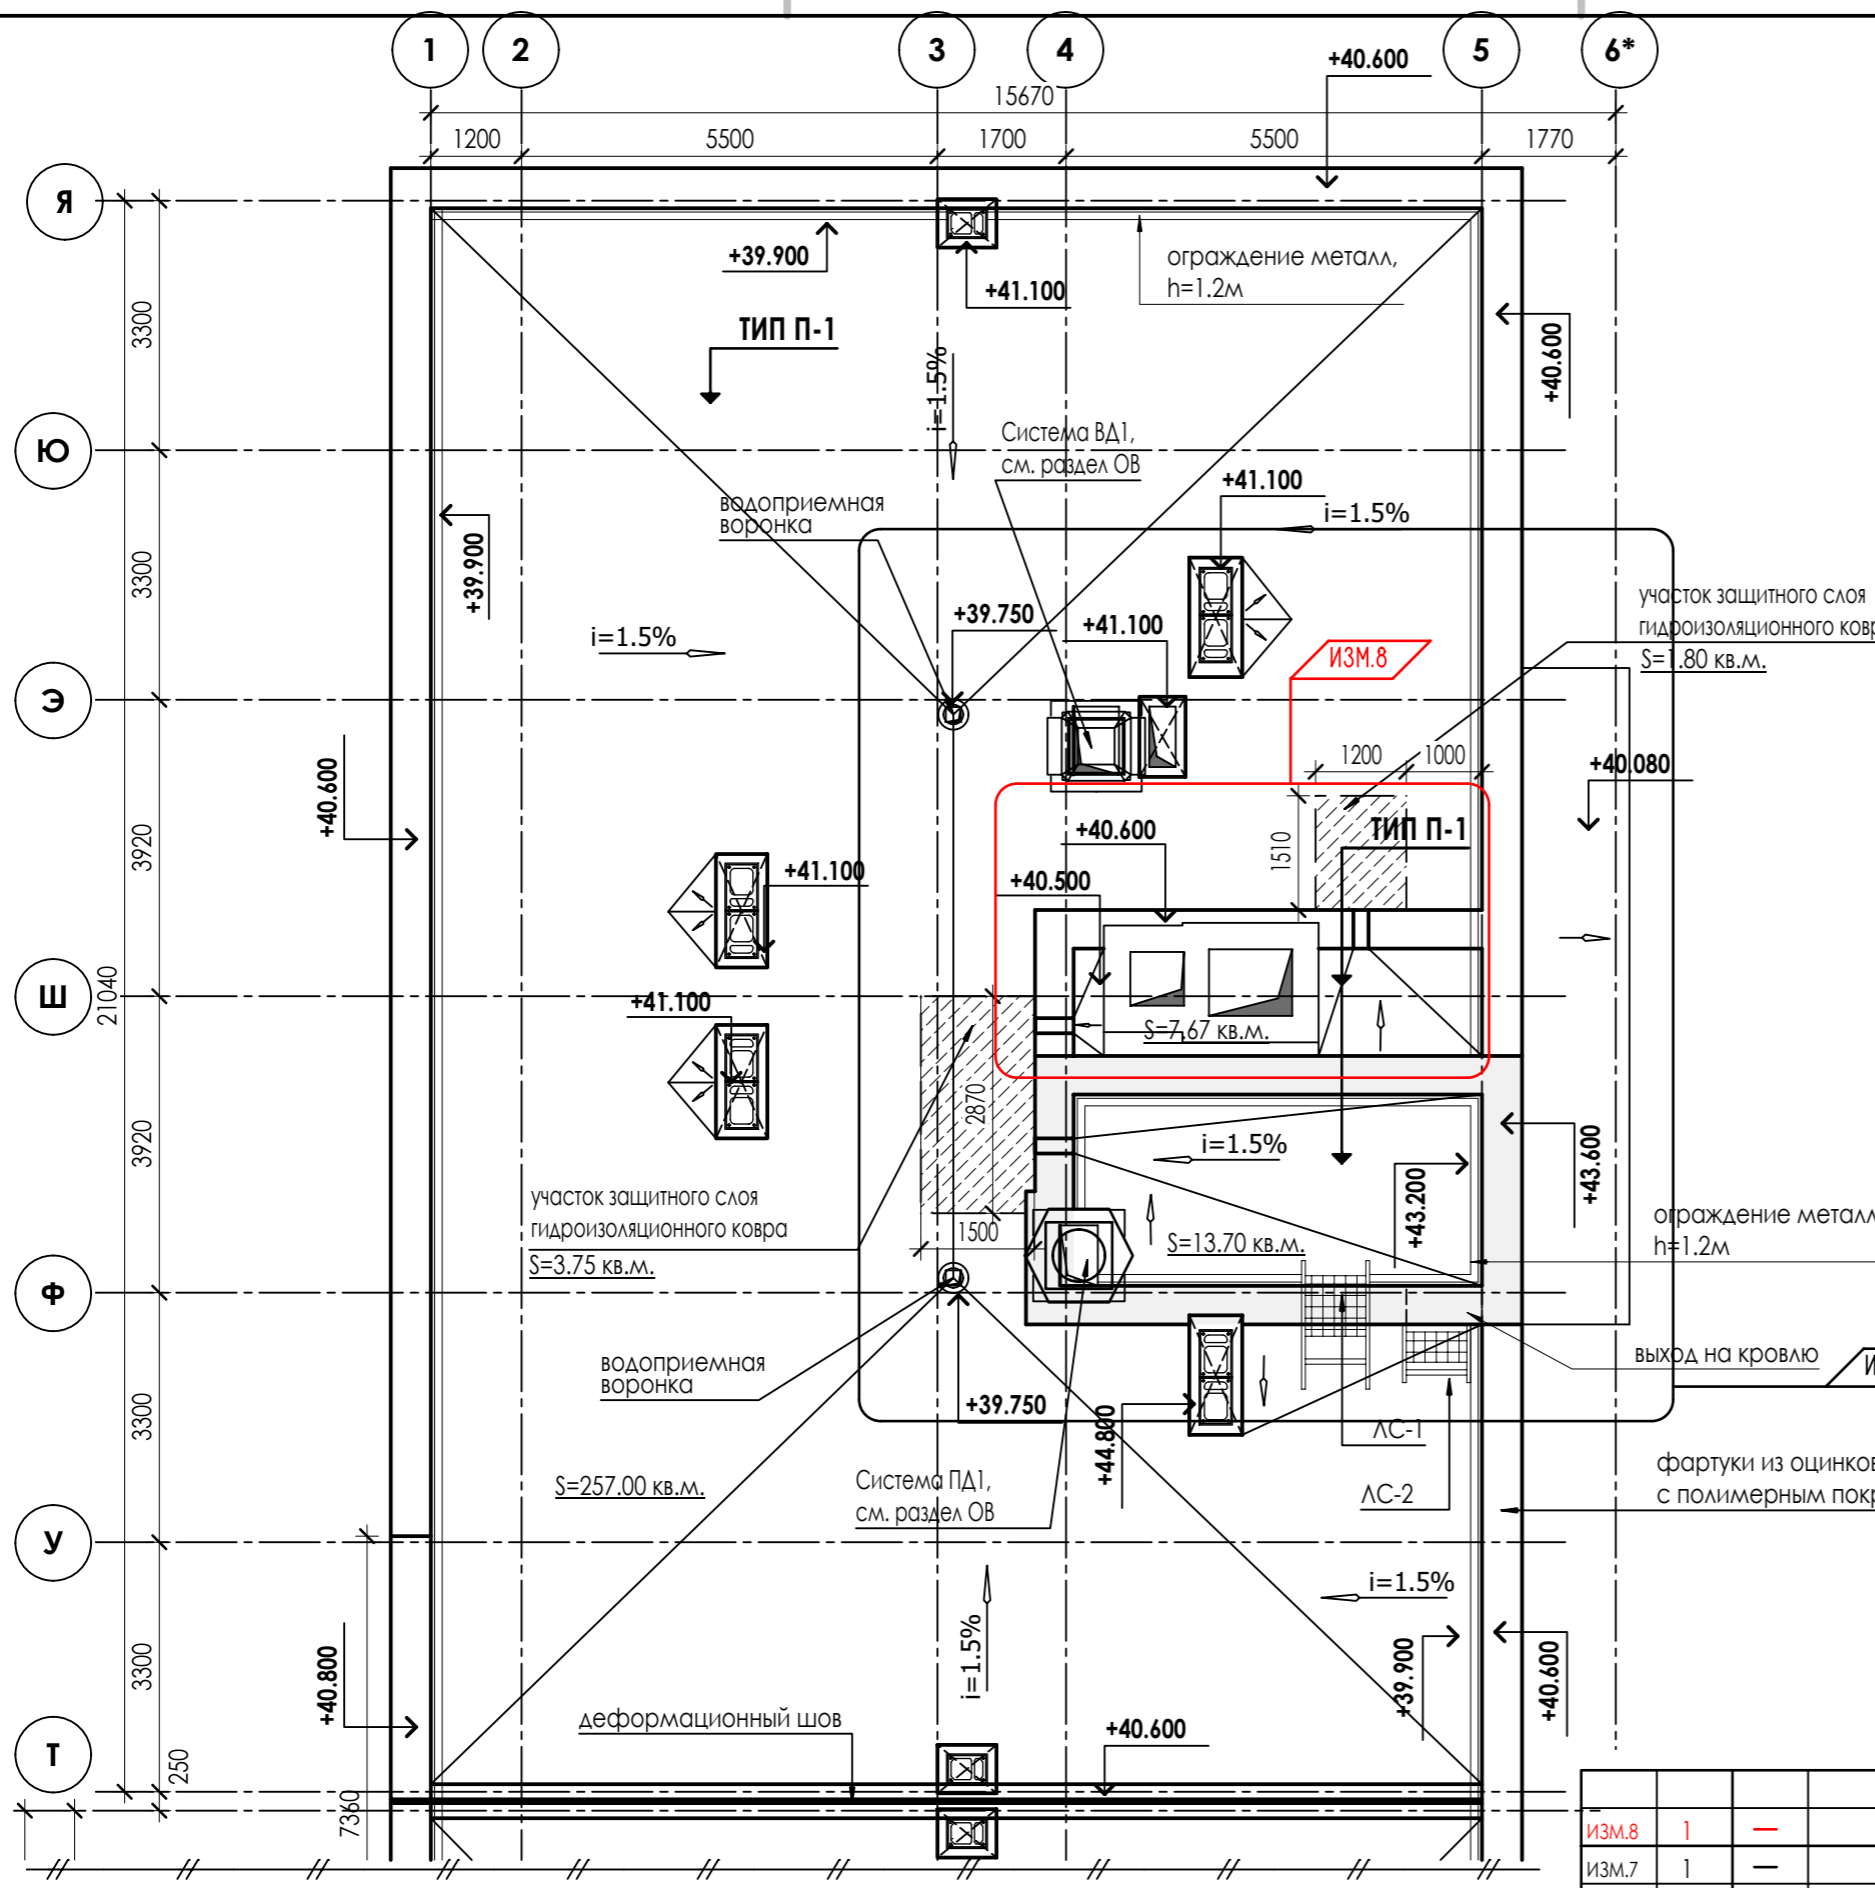 1
2
3
4
5
6*
+40.600
15670
1200
5500
1700
5500
1770
Я
+39.900
+41.100
ограждение металл,
h=1.2м
3300
ТИП П-1
i=1.5%
+40.600
Ю
Система ВД1,
см. раздел ОВ
+41.100
i=1.5%
водоприемная
воронка
+39.900
3300
участок защитного слоя
S=1.80 кв.м.
+39.750
+41.100
i=1.5%
ИЗМ.8
Э
+40.600
1200
1000
+40.080
3920
+40.600
1510
ТИП П-1
+41.100
+40.500
Ш
21040
+41.100
S=7,67 кв.м.
2870
3920
i=1.5%
+43.200
+43.600
участок защитного слоя
гидроизоляционного ковра
S=3.75 кв.м.
1500
S=13.70 кв.м.
ограждение металл
h=1.2м
Ф
водоприемная
воронка
выход на кровлю
3300
+39.750
+44.800
ЛС-1
S=257.00 кв.м.
Система ПД1,
см. раздел ОВ
ЛС-2
с полимерным
У
i=1.5%
i=1.5%
3300
+40.800
+39.900
+40.600
деформационный шов
+40.600
Т
250
7360
ИЗМ.8 1 —
ИЗМ.7 1 —